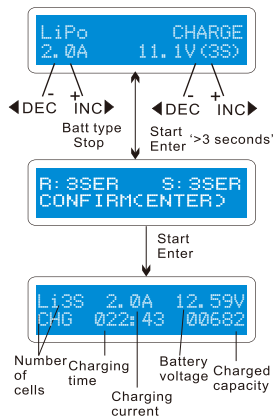 LiPo CHARGE
2.0A 11.1V(3S)
- + - +
◀DEC INC▶ ◀DEC INC▶
Batt type
Stop
Start
Enter '>3 seconds'
R: 3SER S: 3SER
CONFIRM(ENTER)
Start
Enter
Li3S 2.0A 12.59V
CHG 022:43 00682
Number
of
cells
Charging
time
Charging
current
Battery
voltage
Charged
capacity